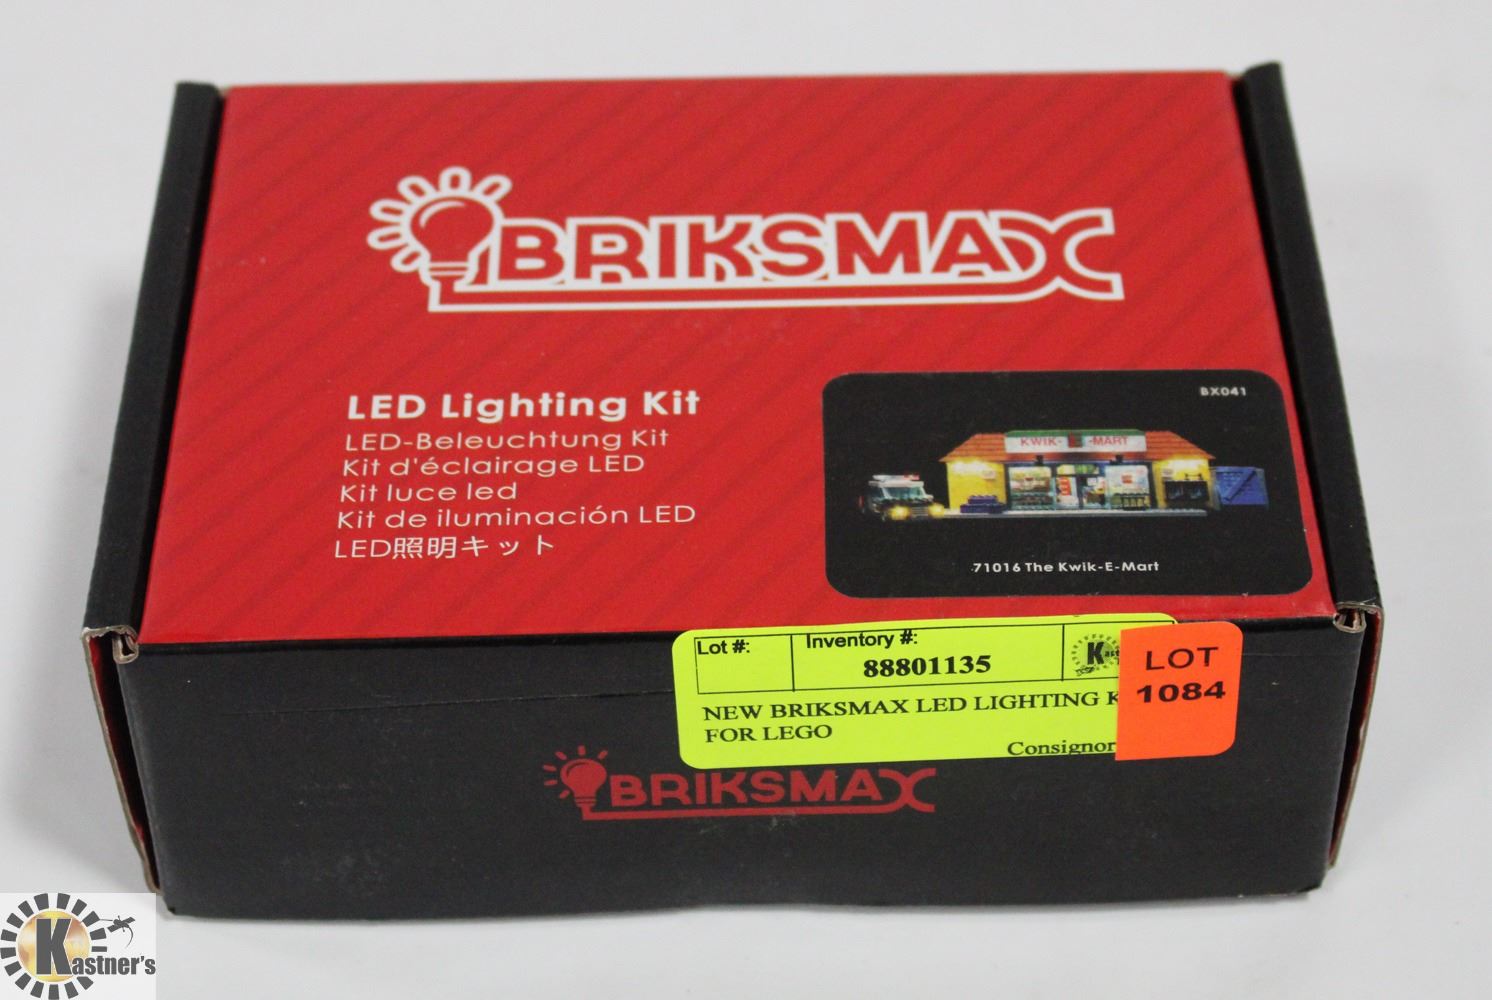 BRIKSMAX
LED Lighting Kit
LED-Beleuchtung Kit
Kit d'éclairage LED
Kit luce led
Kit de iluminación LED
LED照明キット
BX041
KWIK-E-MART
71016 The Kwik-E-Mart
Lot #:
Inventory #:
88801135
LOT
1084
NEW BRIKSMAX LED LIGHTING
FOR LEGO
Consignor
BRIKSMAX
KASTNER'S